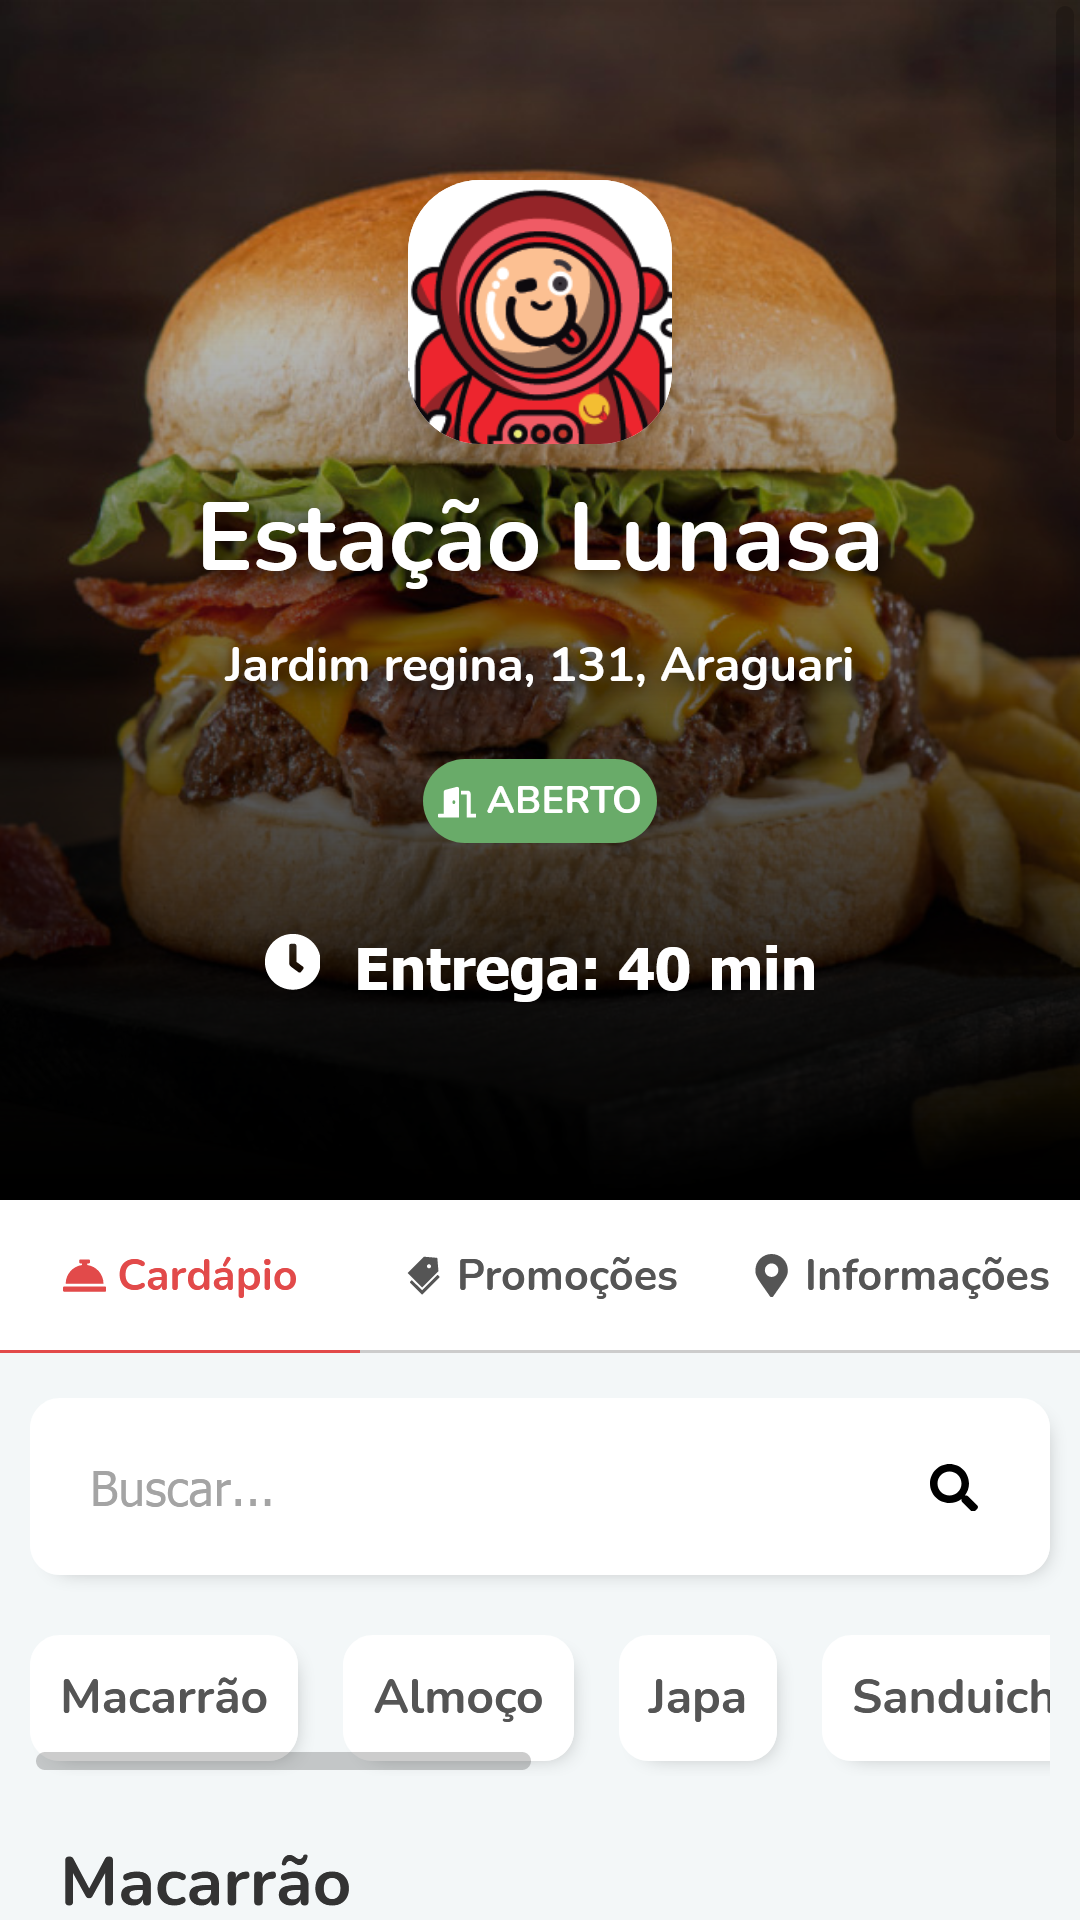 Estação Lunasa
Jardim regina, 131, Araguari
ABERTO
Entrega: 40 min
Cardápio Promoções Informações
Buscar...
Macarrão Almoço Japa Sanduich
Macarrão